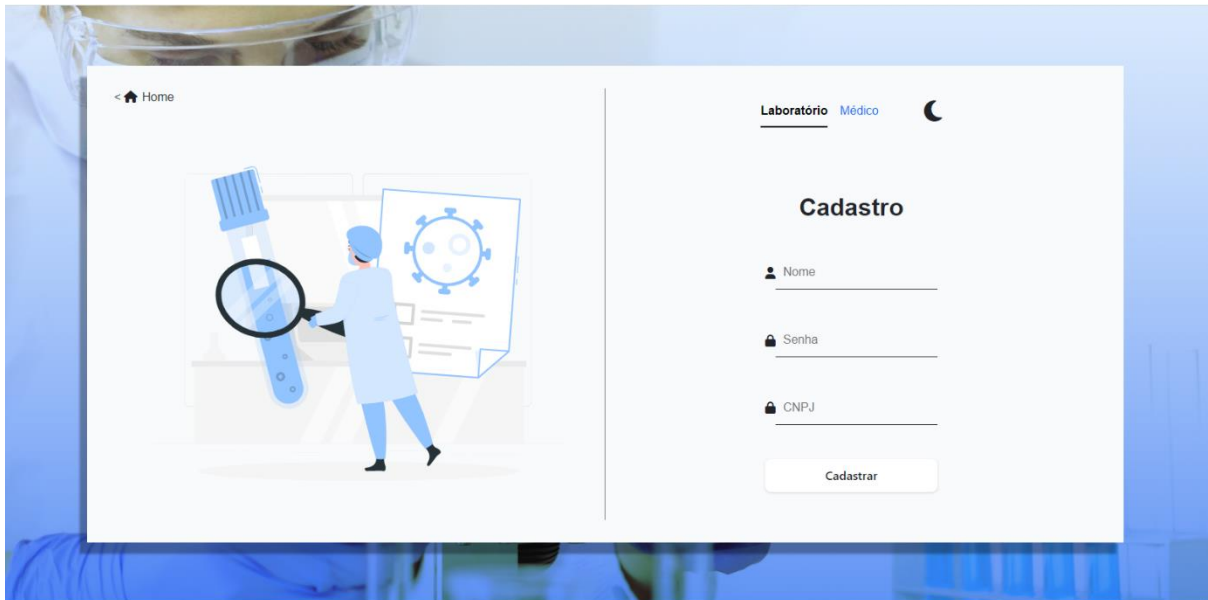 < Home
Laboratório Médico
Cadastro
Nome
Senha
CNPJ
Cadastrar